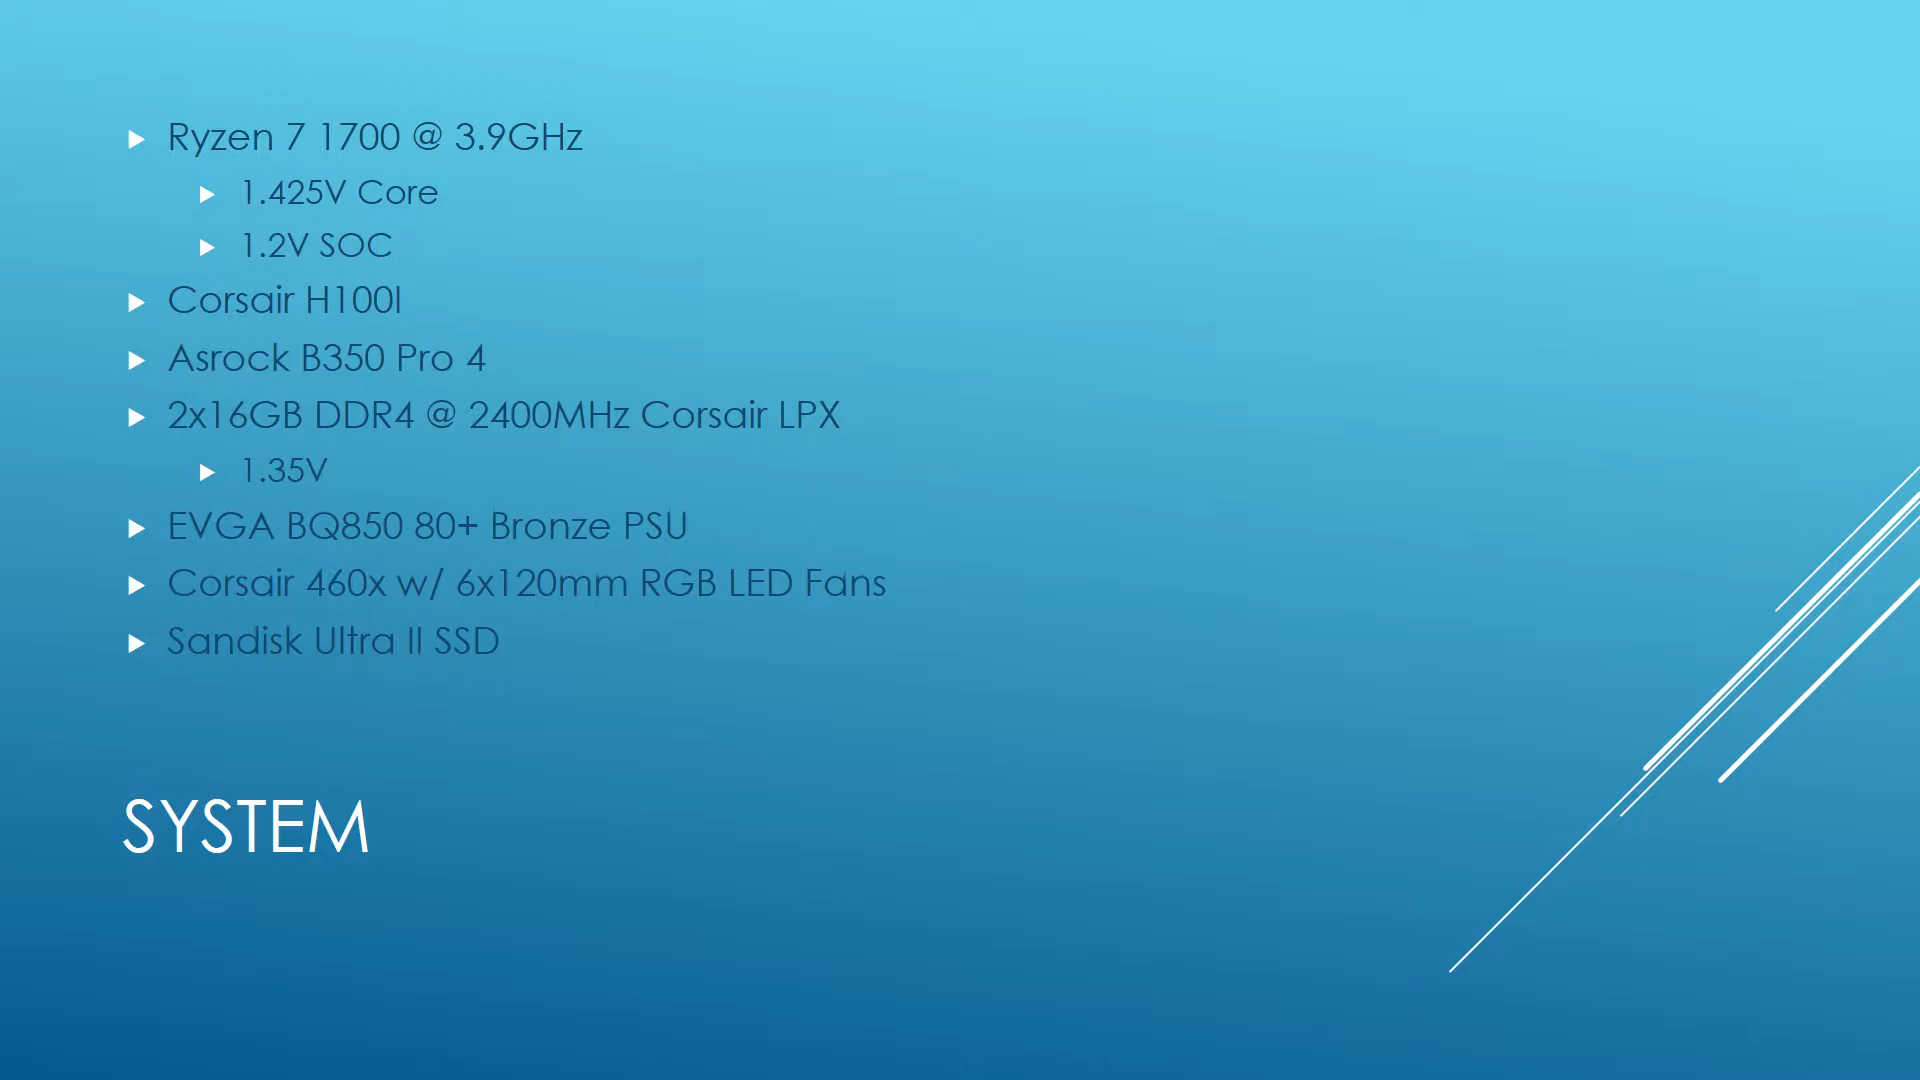 Ryzen 7 1700 @ 3.9GHz
1.425V Core
1.2V SOC
Corsair H100I
Asrock B350 Pro 4
2x16GB DDR4 @ 2400MHz Corsair LPX
1.35V
EVGA BQ850 80+ Bronze PSU
Corsair 460x w/ 6x120mm RGB LED Fans
Sandisk Ultra II SSD
SYSTEM